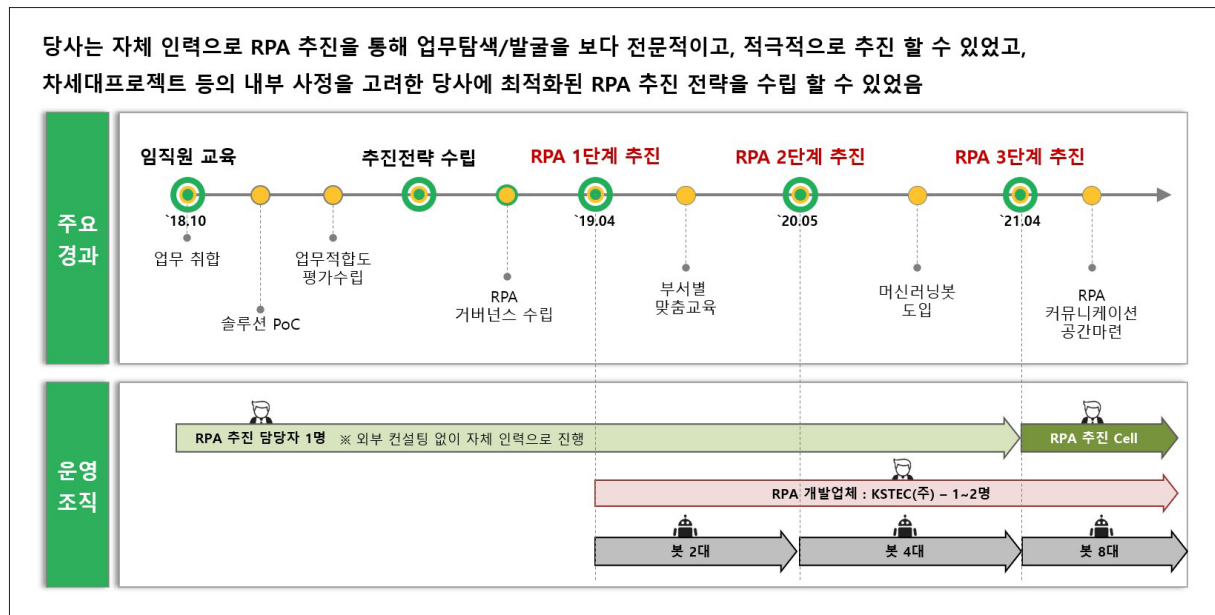 당사는 자체 인력으로 RPA 추진을 통해 업무탐색/발굴을 보다 전문적이고, 적극적으로 추진 할 수 있었고,
차세대프로젝트 등의 내부 사정을 고려한 당사에 최적화된 RPA 추진 전략을 수립 할 수 있었음
주요
경과
임직원 교육
추진전략 수립
RPA 1단계 추진
RPA 2단계 추진
RPA 3단계 추진
`18.10
`19.04
`20.05
`21.04
업무 취합
솔루션 PoC
업무적합도
평가수립
RPA
거버넌스 수립
부서별
맞춤교육
머신러닝봇
도입
RPA
커뮤니케이션
공간마련
운영
조직
RPA 추진 담당자 1명 ※ 외부 컨설팅 없이 자체 인력으로 진행
RPA 추진 Cell
RPA 개발업체 : KSTEC(주) – 1~2명
봇 2대
봇 4대
봇 8대